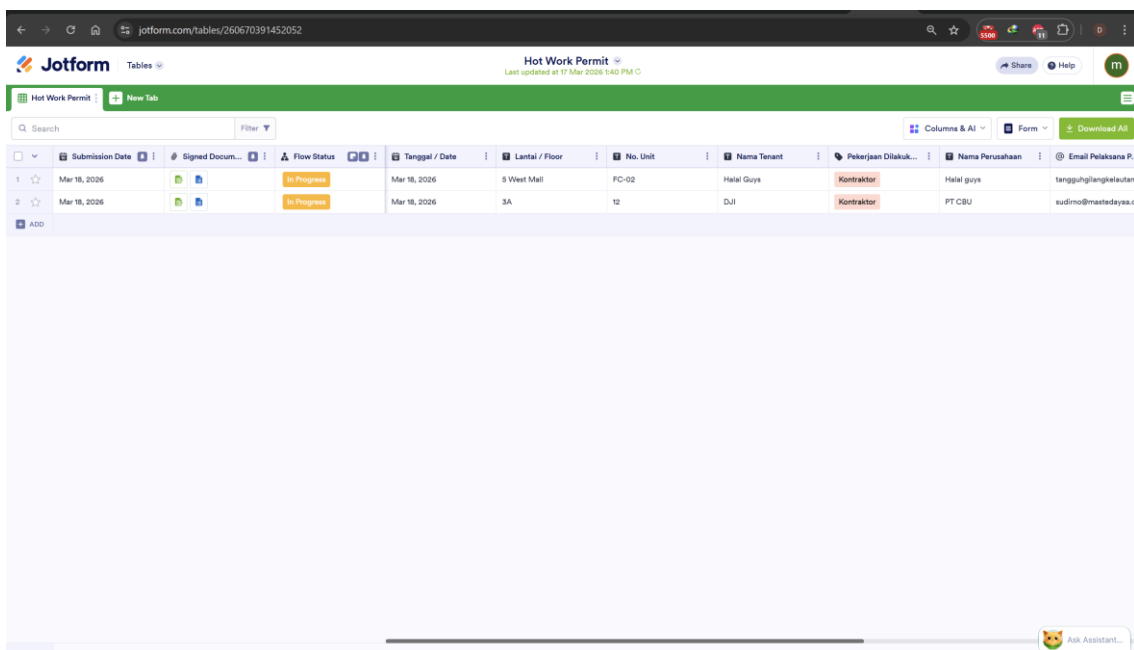 jotform.com/tables/260670391452052
5500
11
D
Jotform
Tables
Hot Work Permit
Last updated at 17 Mar 2026 1:40 PM
Share
Help
m
Hot Work Permit
New Tab
Search
Filter
Columns & AI
Form
Download All
Submission Date
Signed Docum...
Flow Status
Tanggal / Date
Lantai / Floor
No. Unit
Nama Tenant
Pekerjaan Dilakuk...
Nama Perusahaan
Email Pelaksana P.
1 Mar 18, 2026 In Progress Mar 18, 2026 5 West Mall FC-02 Halal Guys Kontraktor Halal guys tangguhgilangkelautan
2 Mar 18, 2026 In Progress Mar 18, 2026 3A 12 DJI Kontraktor PT CBU sudirno@mastedayaa.c
ADD
Ask Assistant...